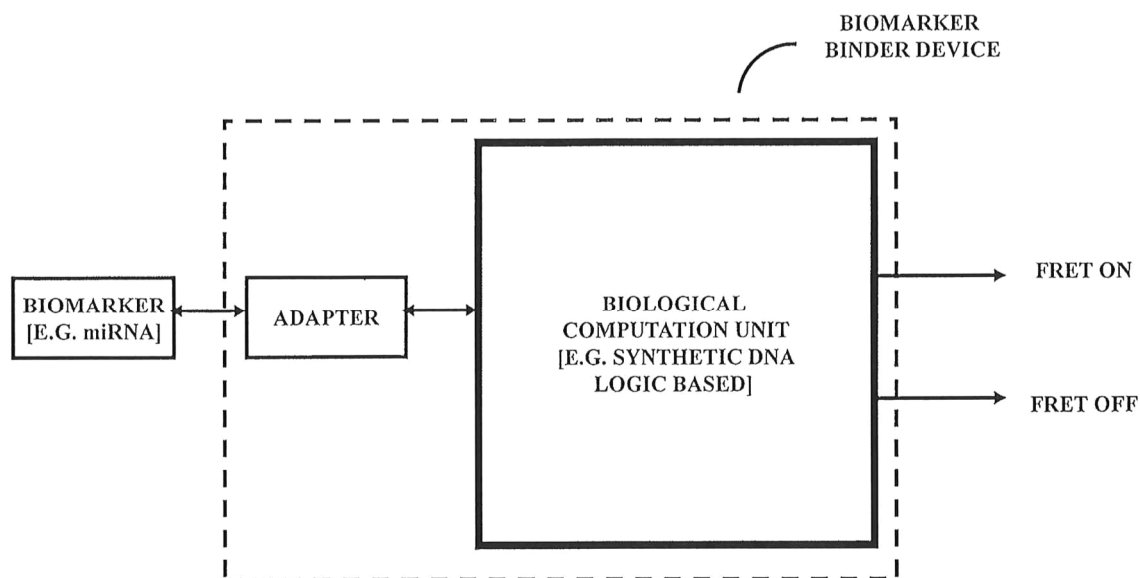 BIOMARKER
BINDER DEVICE
BIOMARKER
[E.G. miRNA]
ADAPTER
BIOLOGICAL
COMPUTATION UNIT
[E.G. SYNTHETIC DNA
LOGIC BASED]
FRET ON
FRET OFF